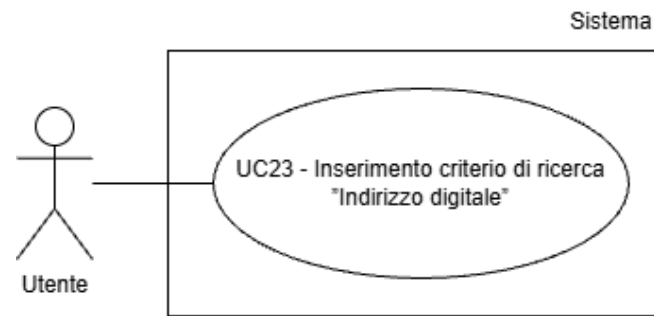 Sistema
UC23 - Inserimento criterio di ricerca
"Indirizzo digitale"
Utente